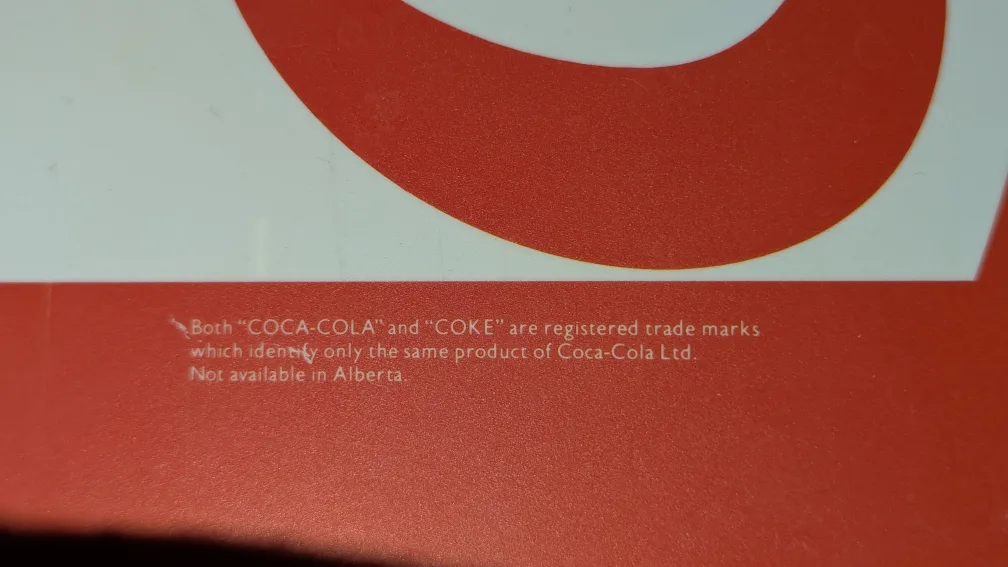 Both “COCA-COLA” and “COKE” are registered trade marks
which identify only the same product of Coca-Cola Ltd.
Not available in Alberta.